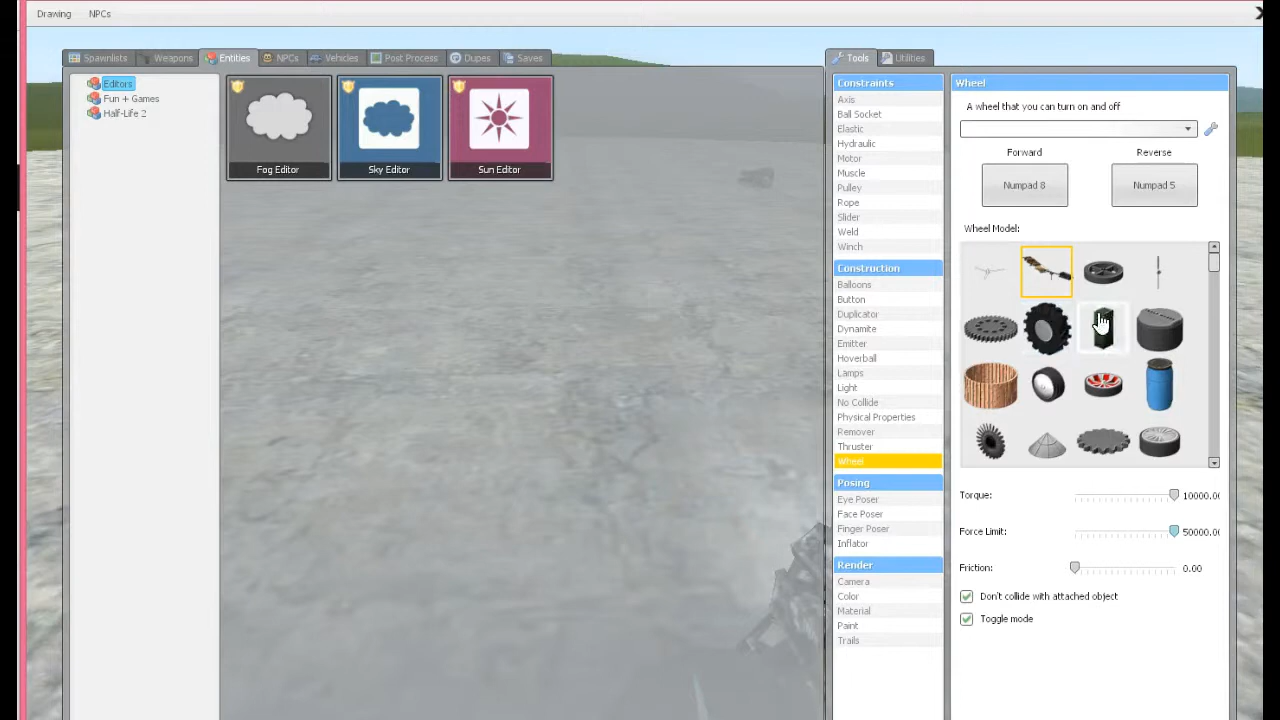 Drawing NPCs
Spawnlists Weapons Entities NPCs Vehicles Post Process Dupes Saves
Editors
Fun + Games
Half-Life 2
Fog Editor Sky Editor Sun Editor
Tools Utilities
Constraints
Axis
Ball Socket
Elastic
Hydraulic
Motor
Muscle
Pulley
Rope
Slider
Weld
Winch
Construction
Balloons
Button
Duplicator
Dynamite
Emitter
Hoverball
Lamps
Light
No Collide
Physical Properties
Remover
Thruster
Wheel
Posing
Eye Poser
Face Poser
Finger Poser
Inflator
Render
Camera
Color
Material
Paint
Trails
Wheel
A wheel that you can turn on and off
Forward Reverse
Numpad 8 Numpad 5
Wheel Model:
Torque: 10000.0
Force Limit: 50000.0
Friction: 0.00
Don't collide with attached object
Toggle mode